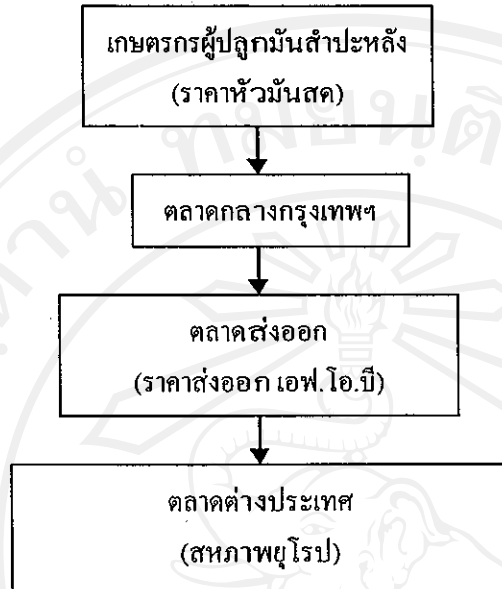 เกษตรกรผู้ปลูกมันสำปะหลัง
(ราคาหัวมันสด)
ตลาดกลางกรุงเทพฯ
ตลาดส่งออก
(ราคาส่งออก เอฟ.โอ.บี)
ตลาดต่างประเทศ
(สหภาพยุโรป)